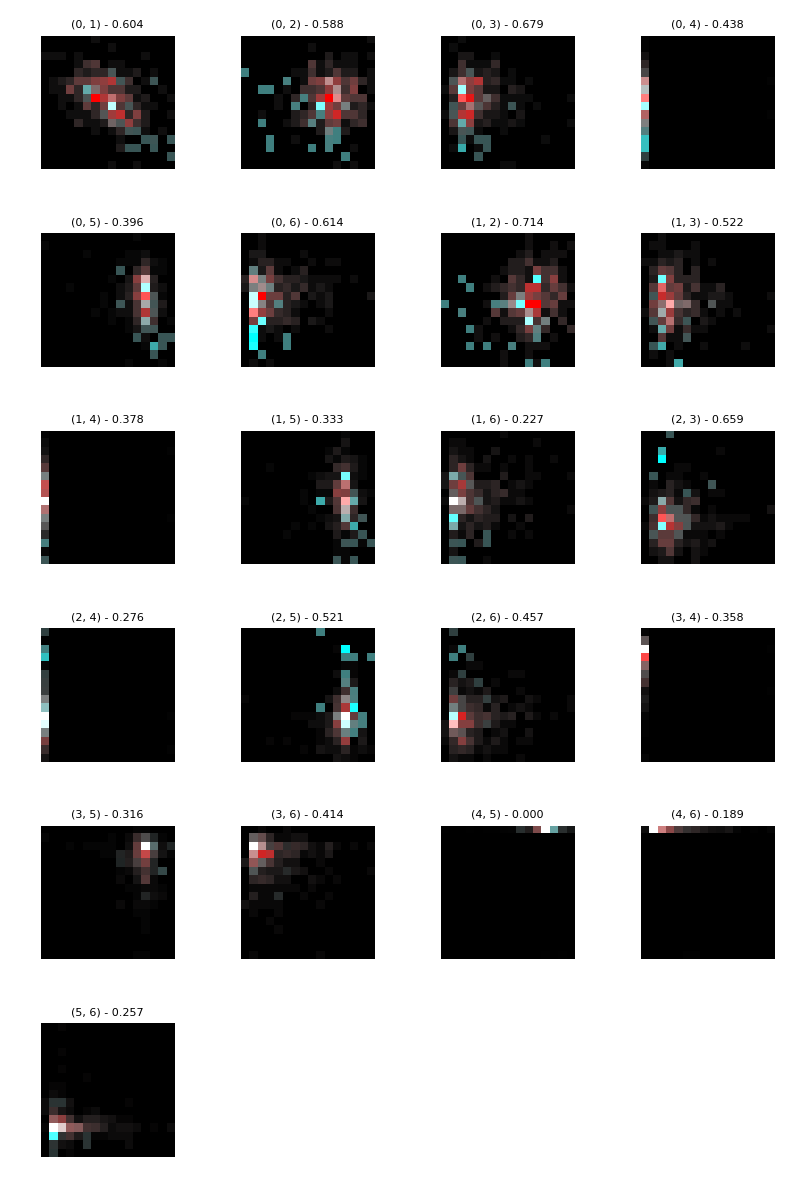 (0, 1) - 0.604
(0, 2) - 0.588
(0, 3) - 0.679
(0, 4) - 0.438
(0, 5) - 0.396
(0, 6) - 0.614
(1, 2) - 0.714
(1, 3) - 0.522
(1, 4) - 0.378
(1, 5) - 0.333
(1, 6) - 0.227
(2, 3) - 0.659
(2, 4) - 0.276
(2, 5) - 0.521
(2, 6) - 0.457
(3, 4) - 0.358
(3, 5) - 0.316
(3, 6) - 0.414
(4, 5) - 0.000
(4, 6) - 0.189
(5, 6) - 0.257